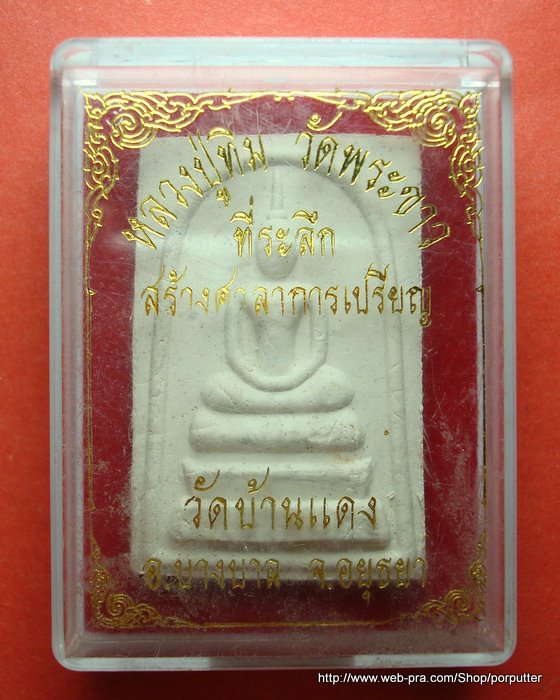 หลวงปู่ทิม วัดพระขาว
ที่ระลึก
สร้างศาลาการเปรียญ
วัดบ้านแดง
อ.บางบาล จ.อยุธยา
http://www.web-pra.com/Shop/porputter